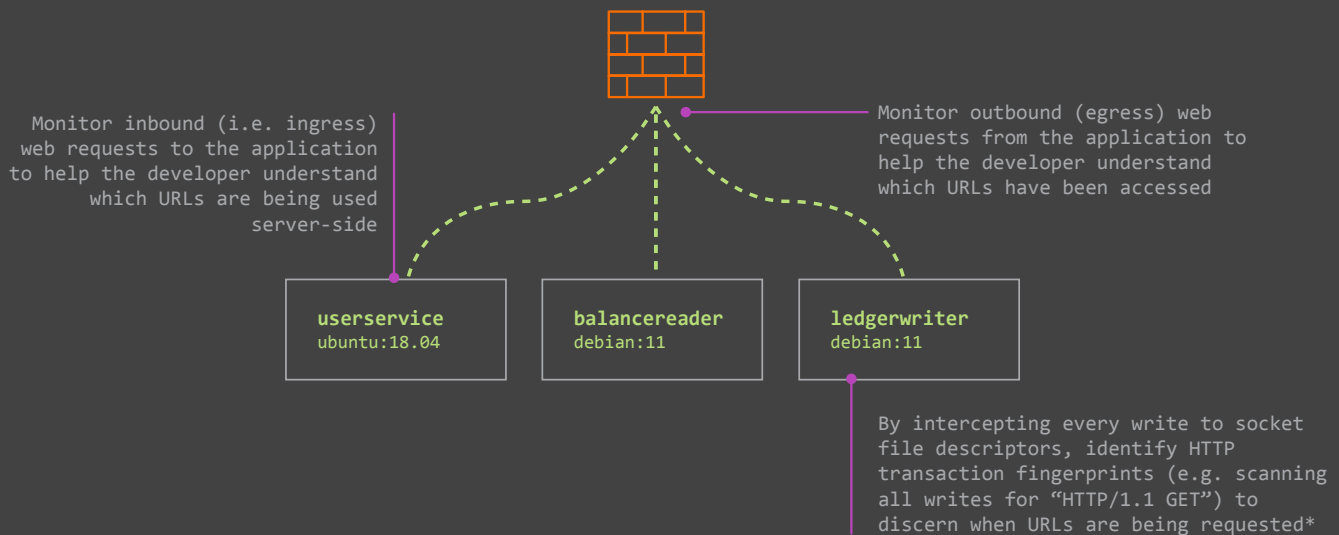 Monitor inbound (i.e. ingress)
web requests to the application
to help the developer understand
which URLs are being used
server-side
Monitor outbound (egress) web
requests from the application to
help the developer understand
which URLs have been accessed
userservice
ubuntu:18.04
balancereader
debian:11
ledgerwriter
debian:11
By intercepting every write to socket
file descriptors, identify HTTP
transaction fingerprints (e.g. scanning
all writes for “HTTP/1.1 GET”) to
discern when URLs are being requested*